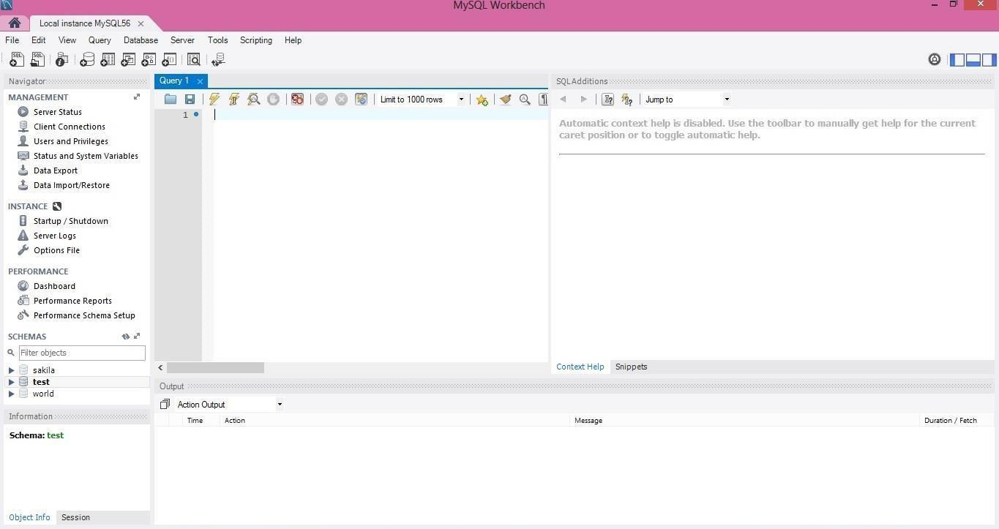 MySQL Workbench
Local instance MySQL56
File Edit View Query Database Server Tools Scripting Help
Navigator
MANAGEMENT
Server Status
Client Connections
Users and Privileges
Status and System Variables
Data Export
Data Import/Restore
INSTANCE
Startup / Shutdown
Server Logs
Options File
PERFORMANCE
Dashboard
Performance Reports
Performance Schema Setup
SCHEMAS
Filter objects
sakila
test
world
Information
Schema: test
Object Info Session
Query 1
Limit to 1000 rows
1
SQLAdditions
Jump to
Automatic context help is disabled. Use the toolbar to manually get help for the current
caret position or to toggle automatic help.
Context Help Snippets
Output
Action Output
Time Action Message Duration / Fetch